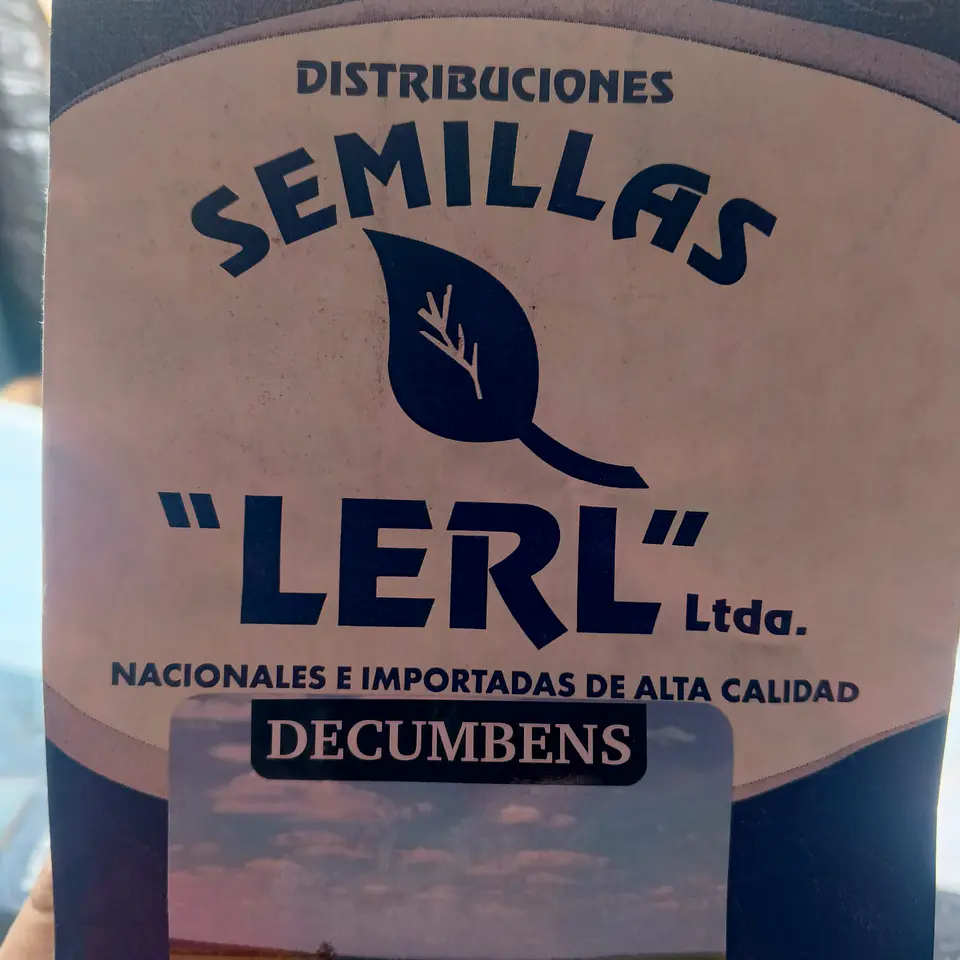 DISTRIBUCIONES
SEMILLAS
"LERL" Ltda.
NACIONALES E IMPORTADAS DE ALTA CALIDAD
DECUMBENS